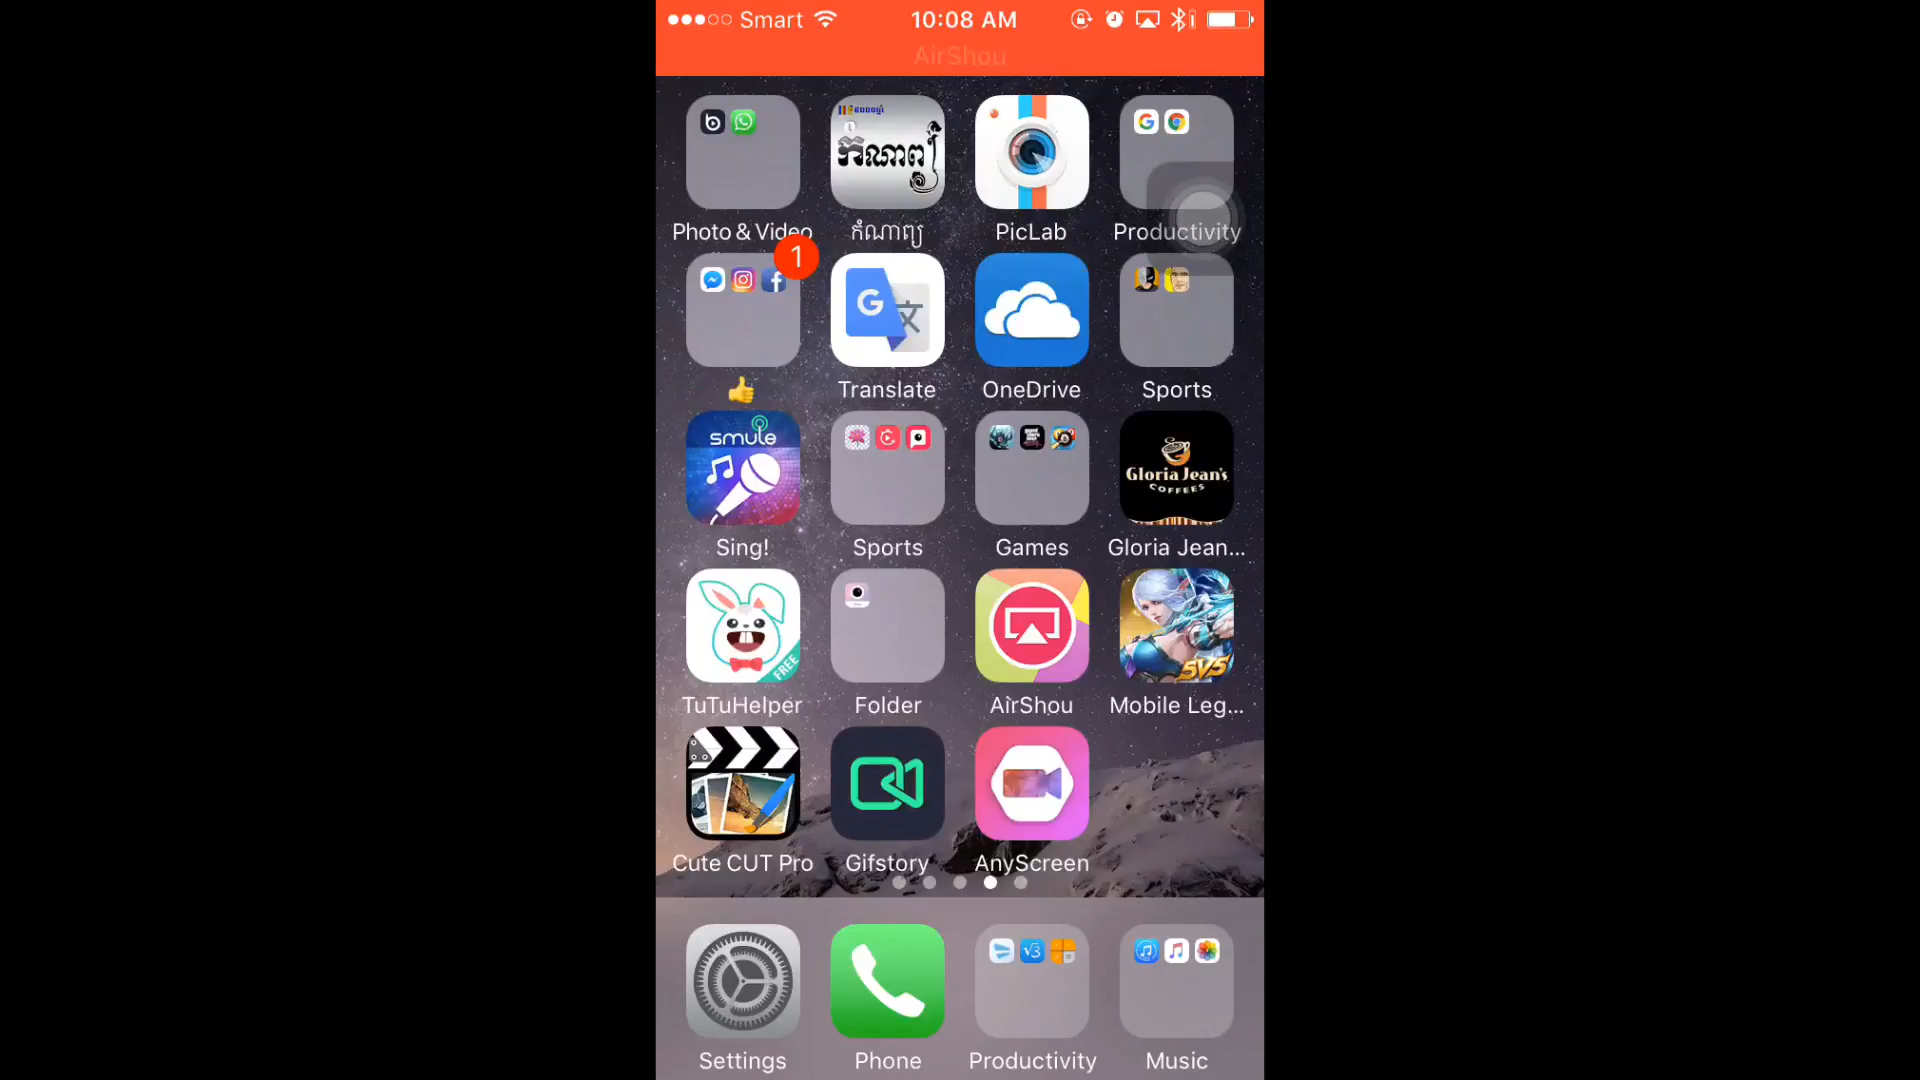 Smart 10:08 AM
AirShou
Photo & Video កំណាព្យ PicLab Productivity
1
👍 Translate OneDrive Sports
smule
Gloria Jean's
COFFEES
Sing! Sports Games Gloria Jean...
FREE
5V5
TuTuHelper Folder AirShou Mobile Leg...
Cute CUT Pro Gifstory AnyScreen
Settings Phone Productivity Music